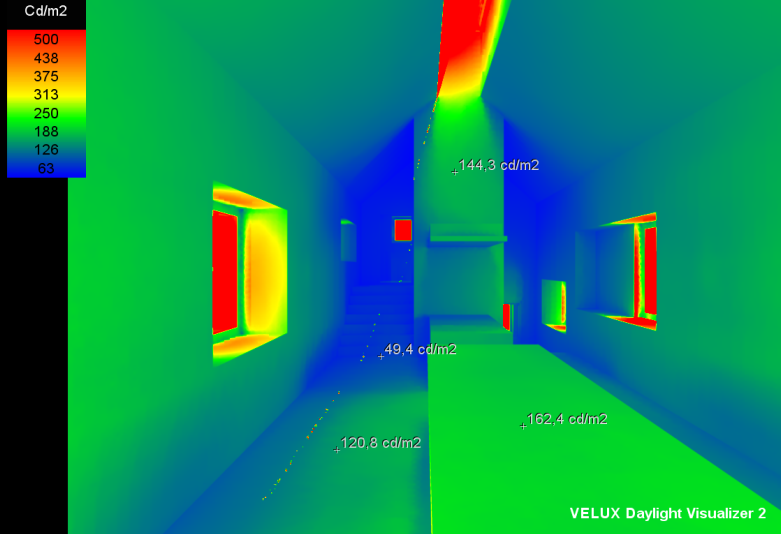 Cd/m2
500
438
375
313
250
188
126
63
144,3 cd/m2
49,4 cd/m2
162,4 cd/m2
120,8 cd/m2
VELUX Daylight Visualizer 2